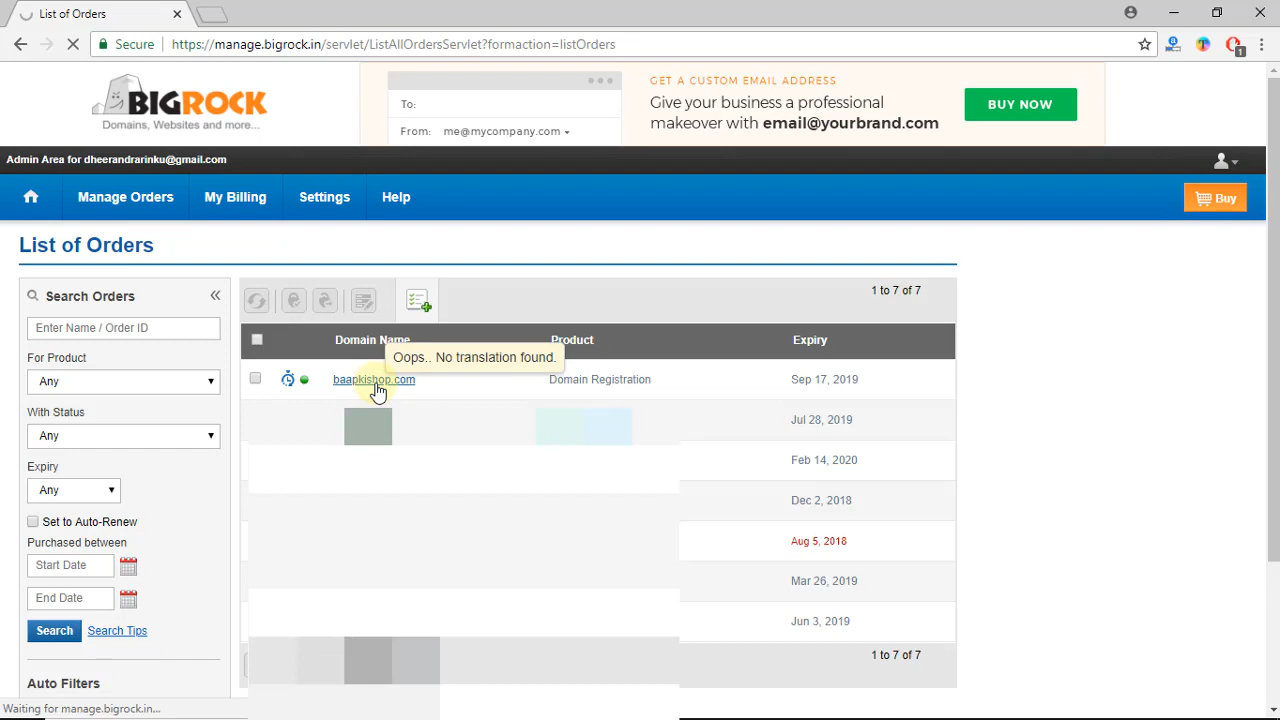 List of Orders
Secure
https://manage.bigrock.in/servlet/ListAllOrdersServlet?formaction=listOrders
1
BIGROCK
Domains, Websites and more...
To:
From: me@mycompany.com
GET A CUSTOM EMAIL ADDRESS
Give your business a professional
makeover with email@yourbrand.com
BUY NOW
Admin Area for dheerandrarinku@gmail.com
Manage Orders
My Billing
Settings
Help
Buy
List of Orders
Search Orders
Enter Name / Order ID
For Product
Any
With Status
Any
Expiry
Any
Set to Auto-Renew
Purchased between
Start Date
End Date
Search
Search Tips
Auto Filters
1 to 7 of 7
Domain Name
Product
Expiry
Oops.. No translation found.
baapkishop.com
Domain Registration
Sep 17, 2019
Jul 28, 2019
Feb 14, 2020
Dec 2, 2018
Aug 5, 2018
Mar 26, 2019
Jun 3, 2019
1 to 7 of 7
Waiting for manage.bigrock.in...